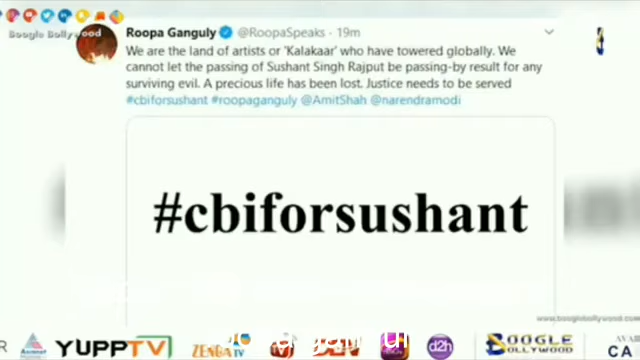 Boogle Bollywood
Roopa Ganguly @RoopaSpeaks · 19m
We are the land of artists or 'Kalakaar' who have towered globally. We
cannot let the passing of Sushant Singh Rajput be passing-by result for any
surviving evil. A precious life has been lost. Justice needs to be served
#cbiforsushant #roopaganguly @AmitShah @narendramodi
#cbiforsushant
www.booglebollywood.com
YUPPTV
ZENGA TV
d2h
BOOGLE
BOLLYWOOD
AVAI
CA